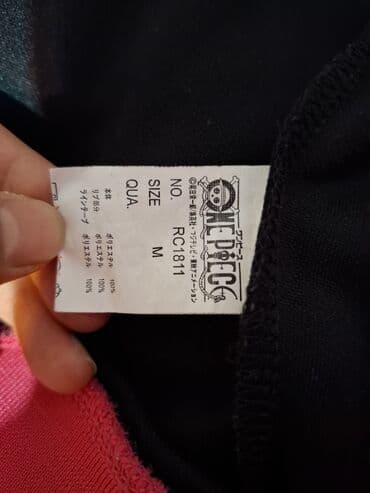 ワンピース
ONE PIECE
©尾田栄一郎/集英社・フジテレビ・東映アニメーション
NO. RC1811
SIZE M
QUA.
本体 ポリエステル 100%
リブ部分 ポリエステル 100%
ラインテープ ポリエステル 100%